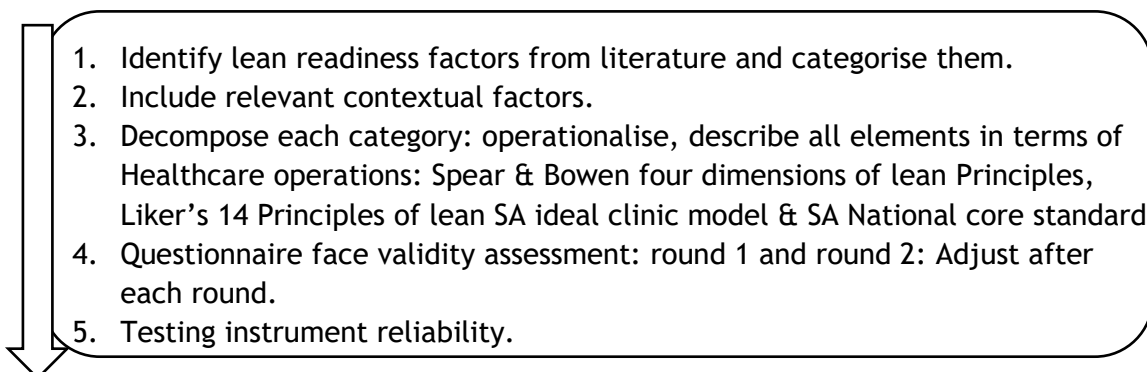 1. Identify lean readiness factors from literature and categorise them.
2. Include relevant contextual factors.
3. Decompose each category: operationalise, describe all elements in terms of
Healthcare operations: Spear & Bowen four dimensions of lean Principles,
Liker’s 14 Principles of lean SA ideal clinic model & SA National core standard
4. Questionnaire face validity assessment: round 1 and round 2: Adjust after
each round.
5. Testing instrument reliability.